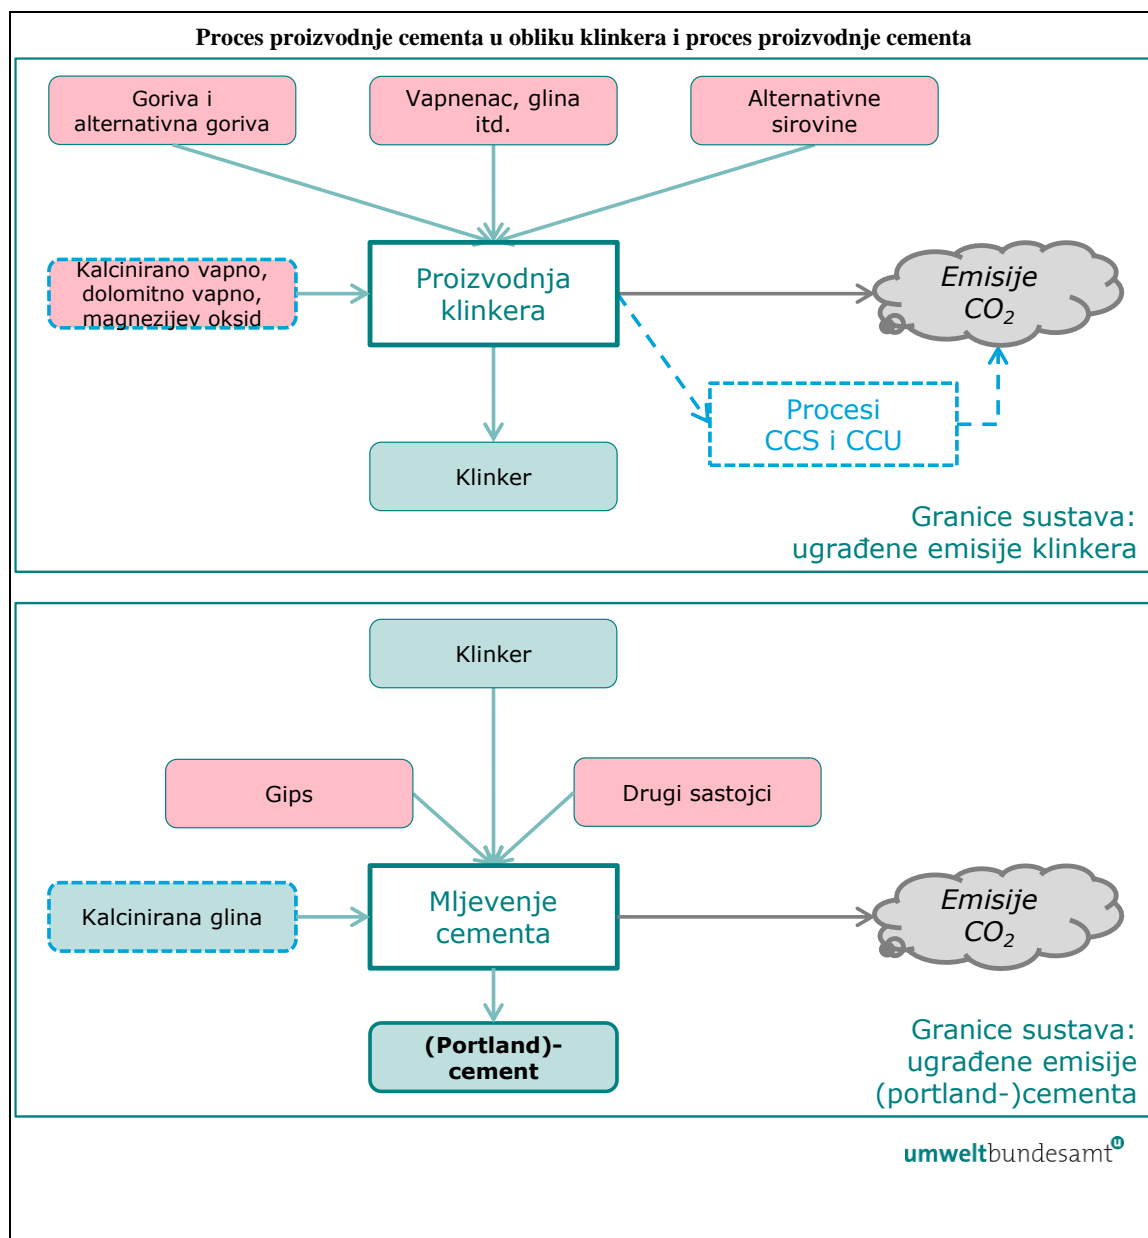 Proces proizvodnje cementa u obliku klinkera i proces proizvodnje cementa
Goriva i
alternativna goriva
Vapnenac, glina
itd.
Alternativne
sirovine
Kalcinirano vapno,
dolomitno vapno,
magnezijev oksid
Proizvodnja
klinkera
Emisije
CO₂
Procesi
CCS i CCU
Klinker
Granice sustava:
ugrađene emisije klinkera
Klinker
Gips
Drugi sastojci
Kalcinirana glina
Mljevenje
cementa
Emisije
CO₂
(Portland)-
cement
Granice sustava:
ugrađene emisije
(portland-)cementa
umweltbundesamtᵘ